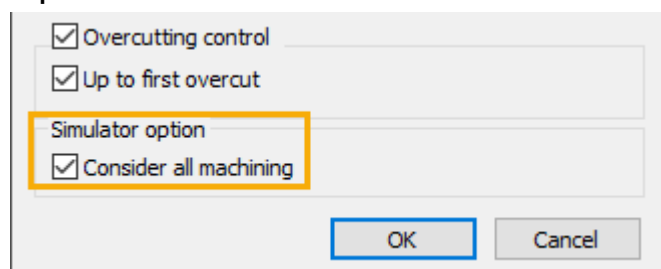 Overcutting control
Up to first overcut
Simulator option
Consider all machining
OK
Cancel